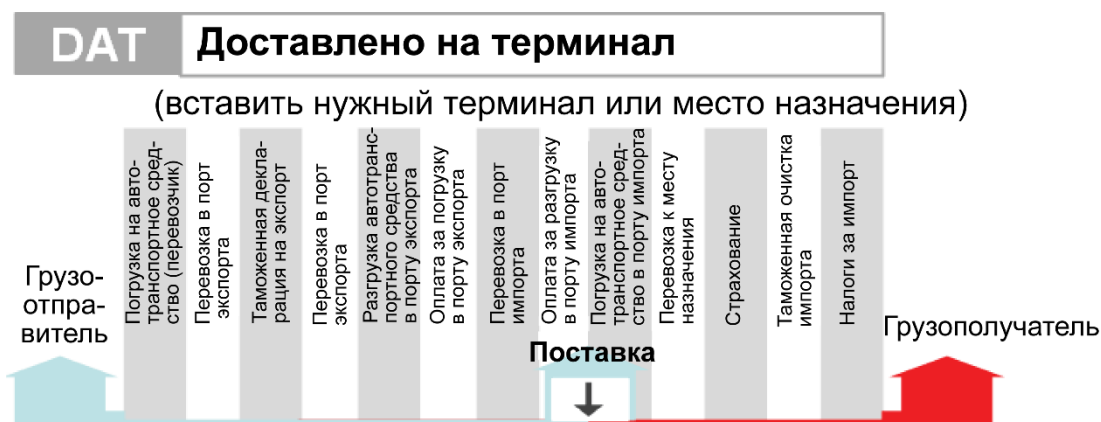 DAT Доставлено на терминал
(вставить нужный терминал или место назначения)
Грузо-
отпра-
витель
Погрузка на авто-
транспортное сред-
ство (перевозчик)
Перевозка в порт
экспорта
Таможенная декла-
рация на экспорт
Перевозка в порт
экспорта
Разгрузка автотранс-
портного средства
в порту экспорта
Оплата за погрузку
в порту экспорта
Перевозка в порт
импорта
Оплата за разгрузку
в порту импорта
Погрузка на авто-
транспортное сред-
ство в порту импорта
Перевозка к месту
назначения
Страхование
Таможенная очистка
импорта
Налоги за импорт
Грузополучатель
Поставка